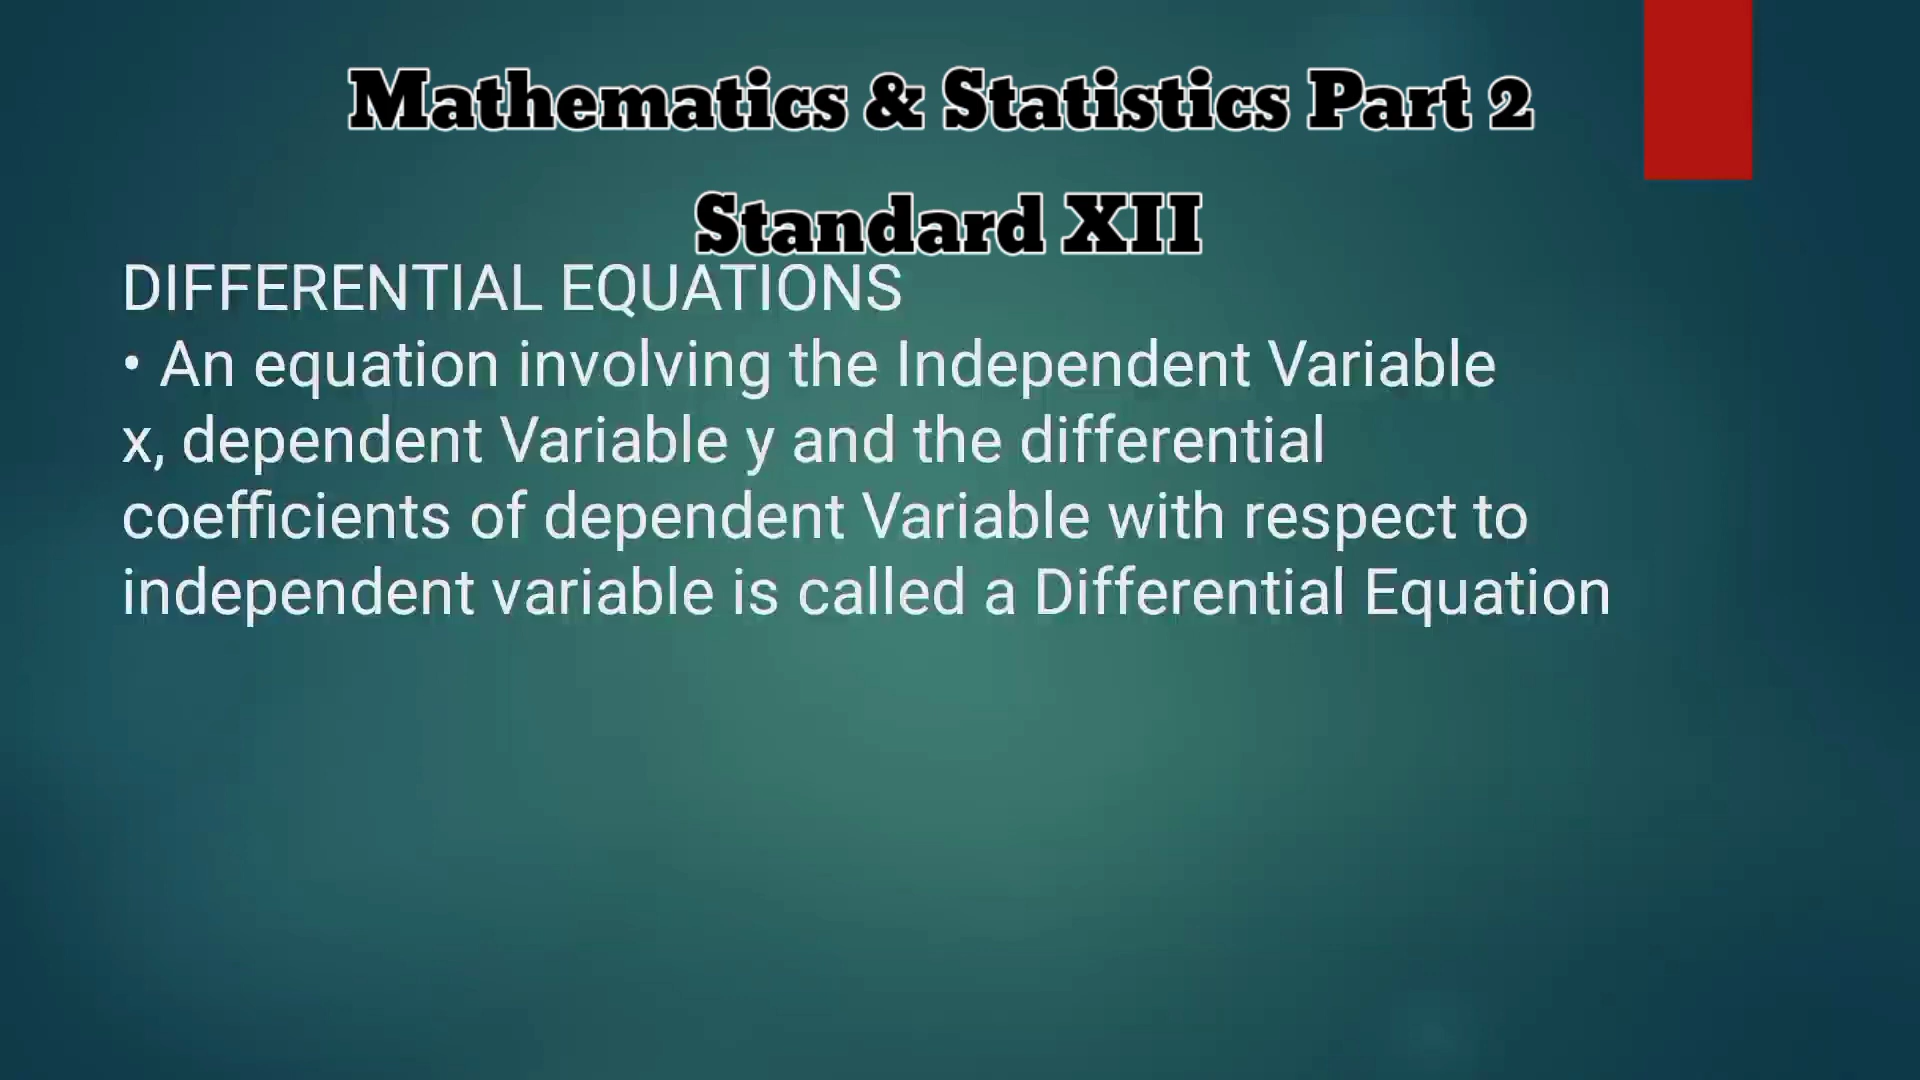 Mathematics & Statistics Part 2
Standard XII
DIFFERENTIAL EQUATIONS
• An equation involving the Independent Variable
x, dependent Variable y and the differential
coefficients of dependent Variable with respect to
independent variable is called a Differential Equation